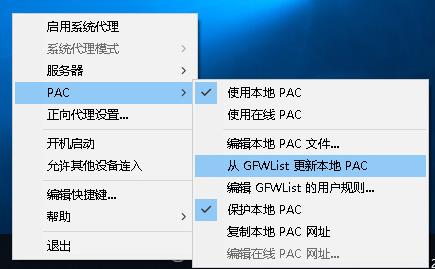 启用系统代理
系统代理模式
服务器
PAC
正向代理设置...
开机启动
允许其他设备连入
编辑快捷键...
帮助
退出
使用本地 PAC
使用在线 PAC
编辑本地 PAC 文件...
从 GFWList 更新本地 PAC
编辑 GFWList 的用户规则...
保护本地 PAC
复制本地 PAC 网址
编辑在线 PAC 网址...